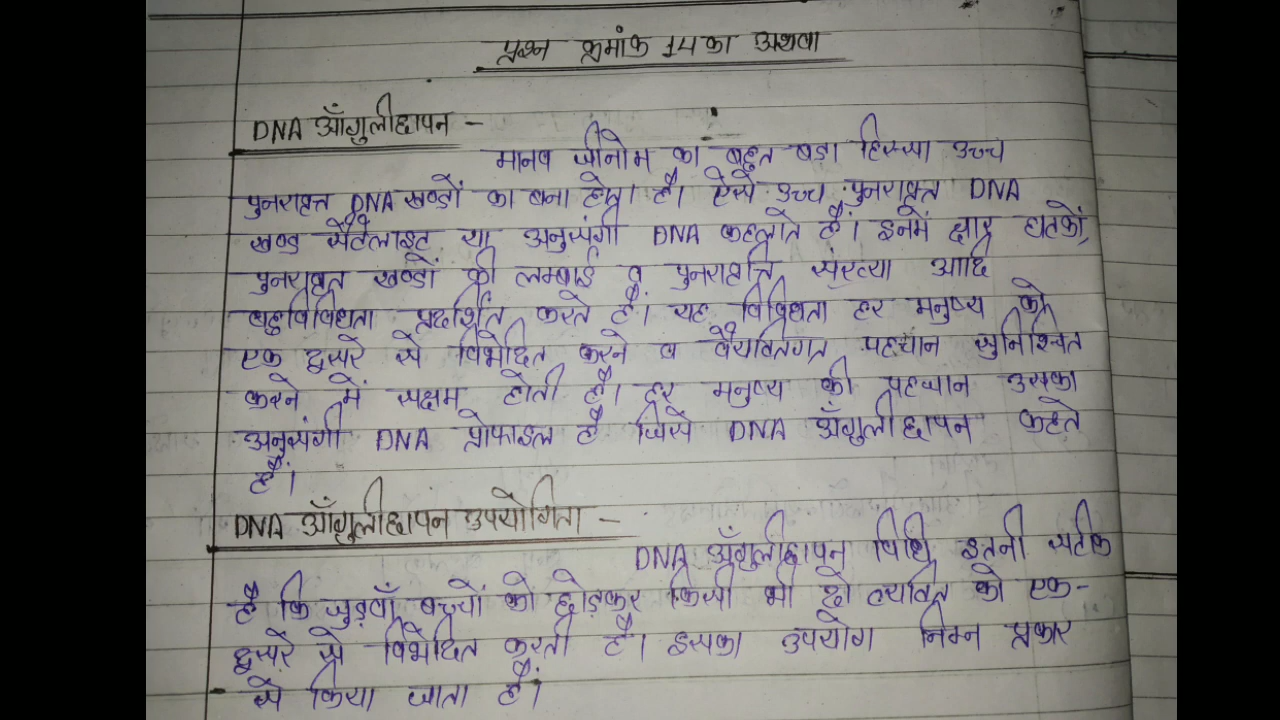 प्रश्न क्रमांक 14 का अथवा
DNA आँगुलीछापन -
मानव जीनोम का बहुत बड़ा हिस्सा उच्च
पुनरावृत्त DNA खण्डों का बना होता है। ऐसे उच्च पुनरावृत्त DNA
खण्ड सैटेलाइट या अनुसंगी DNA कहलाते हैं। इनमें क्षार घटकों,
पुनरावृत्त खण्डों की लम्बाई व पुनरावृत्ति संख्या आदि
बहुविविधता प्रदर्शित करते हैं। यह विविधता हर मनुष्य को
एक दूसरे से विभेदित करने व वैयक्तिगत पहचान सुनिश्चित
करने में सक्षम होती है। हर मनुष्य की पहचान उसका
अनुसंगी DNA प्रोफाइल है जिसे DNA अँगुलीछापन कहते
हैं।
DNA आँगुलीछापन उपयोगिता -
DNA अँगुलीछापन विधि इतनी सटीक
है कि जुड़वाँ बच्चों को छोड़कर किसी भी दो व्यक्ति को एक-
दूसरे से विभेदित करती है। इसका उपयोग निम्न प्रकार
से किया जाता है।